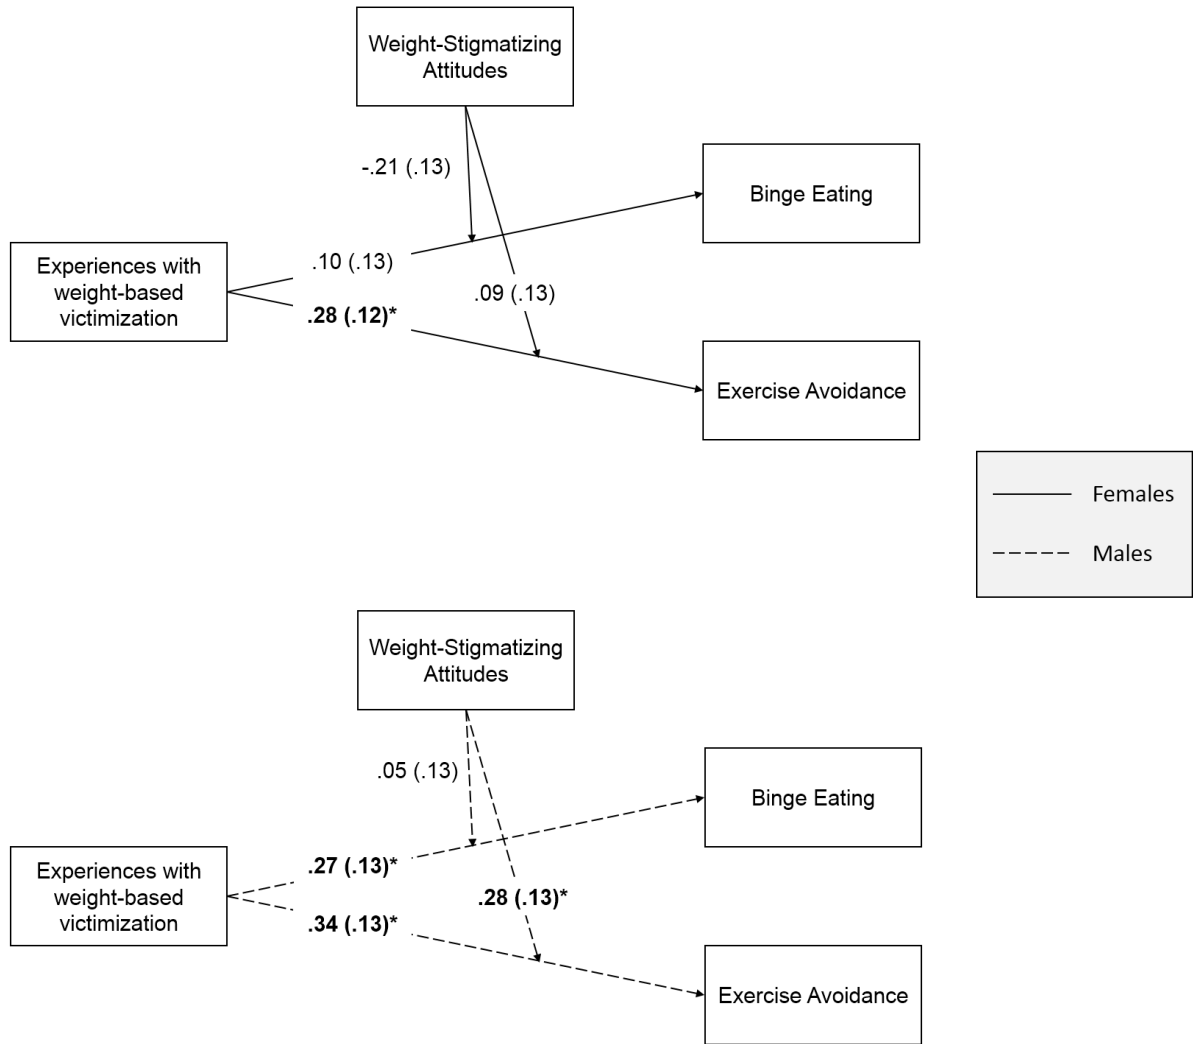 Weight-Stigmatizing
Attitudes
-.21 (.13)
Binge Eating
.10 (.13)
Experiences with
weight-based
victimization
.09 (.13)
.28 (.12)*
Exercise Avoidance
Females
Males
Weight-Stigmatizing
Attitudes
.05 (.13)
Binge Eating
.27 (.13)*
Experiences with
weight-based
victimization
.28 (.13)*
.34 (.13)*
Exercise Avoidance